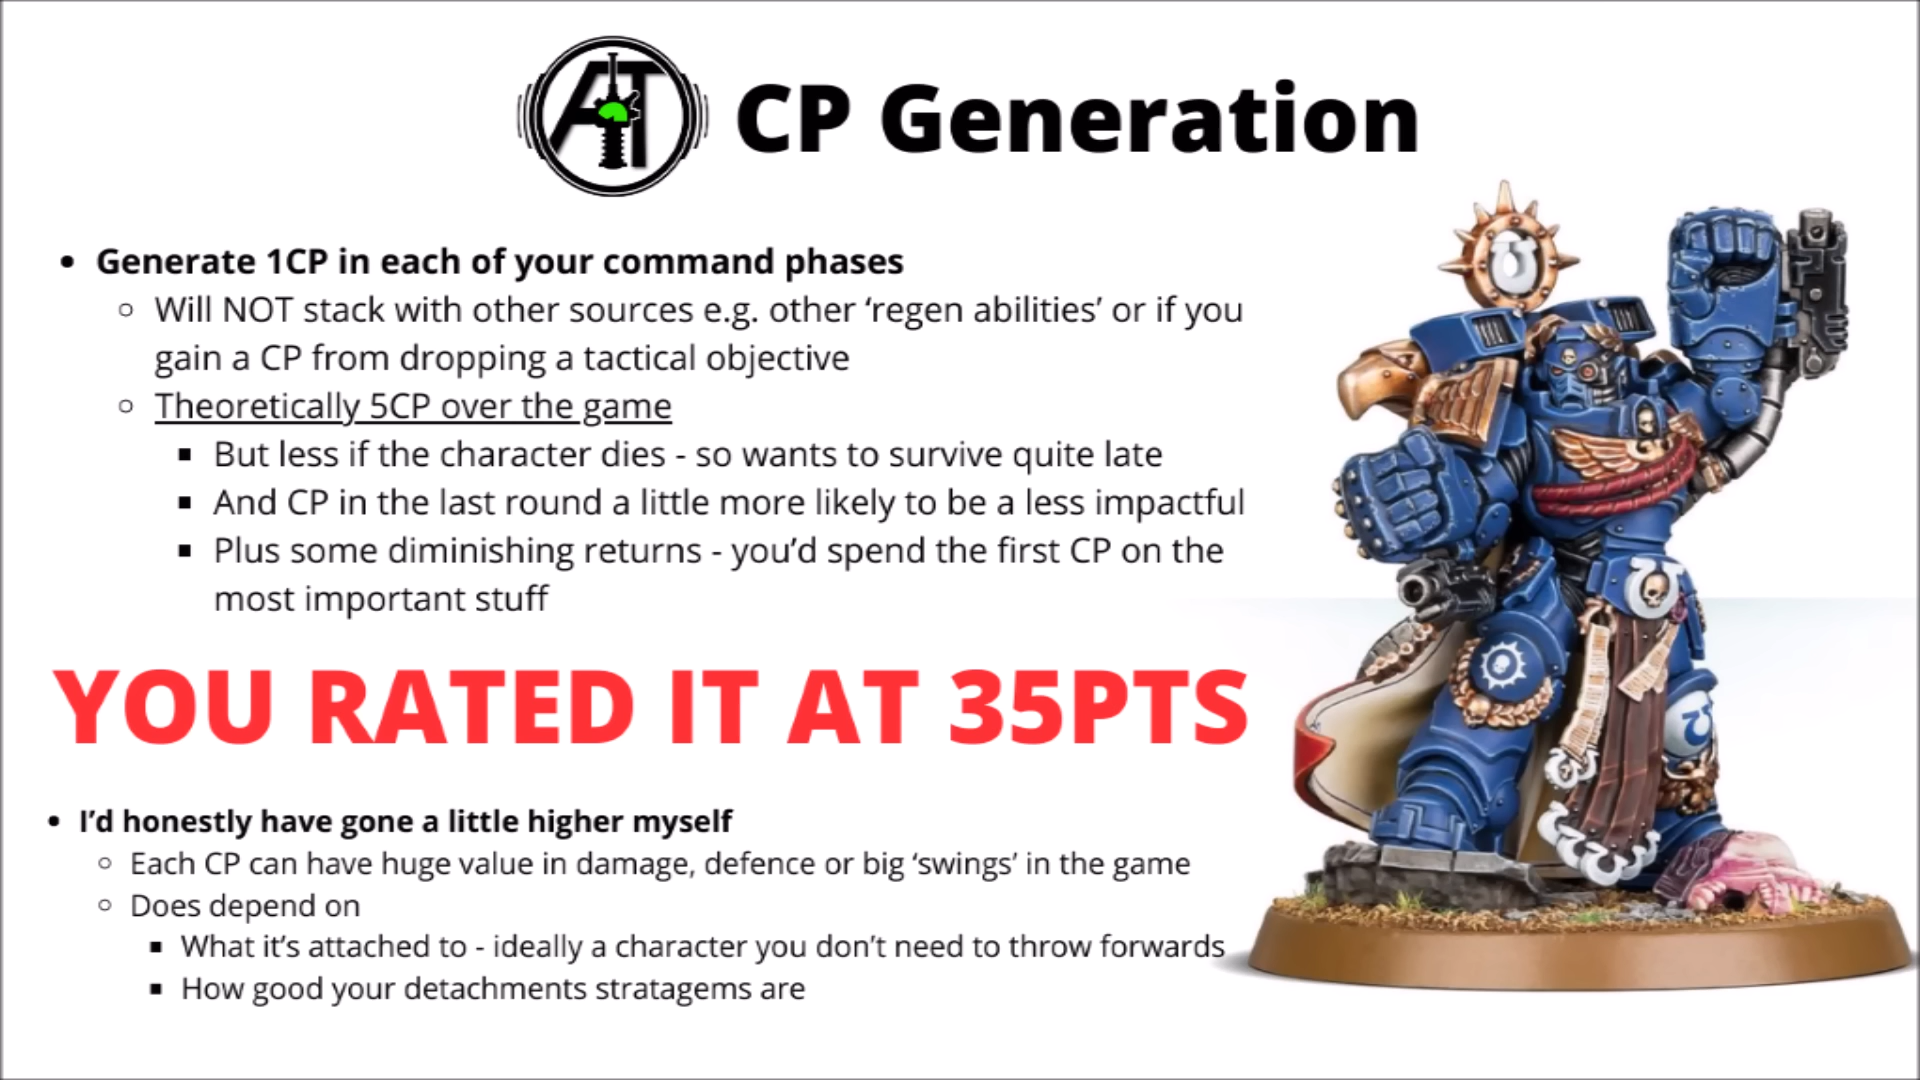 AT CP Generation
Generate 1CP in each of your command phases
Will NOT stack with other sources e.g. other ‘regen abilities’ or if you
gain a CP from dropping a tactical objective
Theoretically 5CP over the game
But less if the character dies - so wants to survive quite late
And CP in the last round a little more likely to be a less impactful
Plus some diminishing returns - you’d spend the first CP on the
most important stuff
YOU RATED IT AT 35PTS
I’d honestly have gone a little higher myself
Each CP can have huge value in damage, defence or big ‘swings’ in the game
Does depend on
What it’s attached to - ideally a character you don’t need to throw forwards
How good your detachments stratagems are